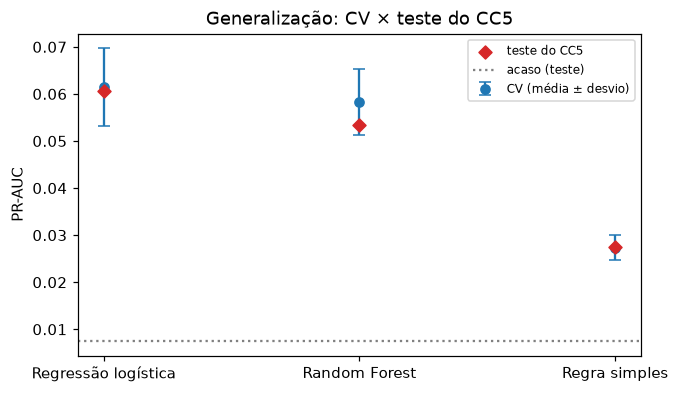 Generalização: CV × teste do CC5
teste do CC5
acaso (teste)
CV (média ± desvio)
PR-AUC
0.07
0.06
0.05
0.04
0.03
0.02
0.01
Regressão logística
Random Forest
Regra simples